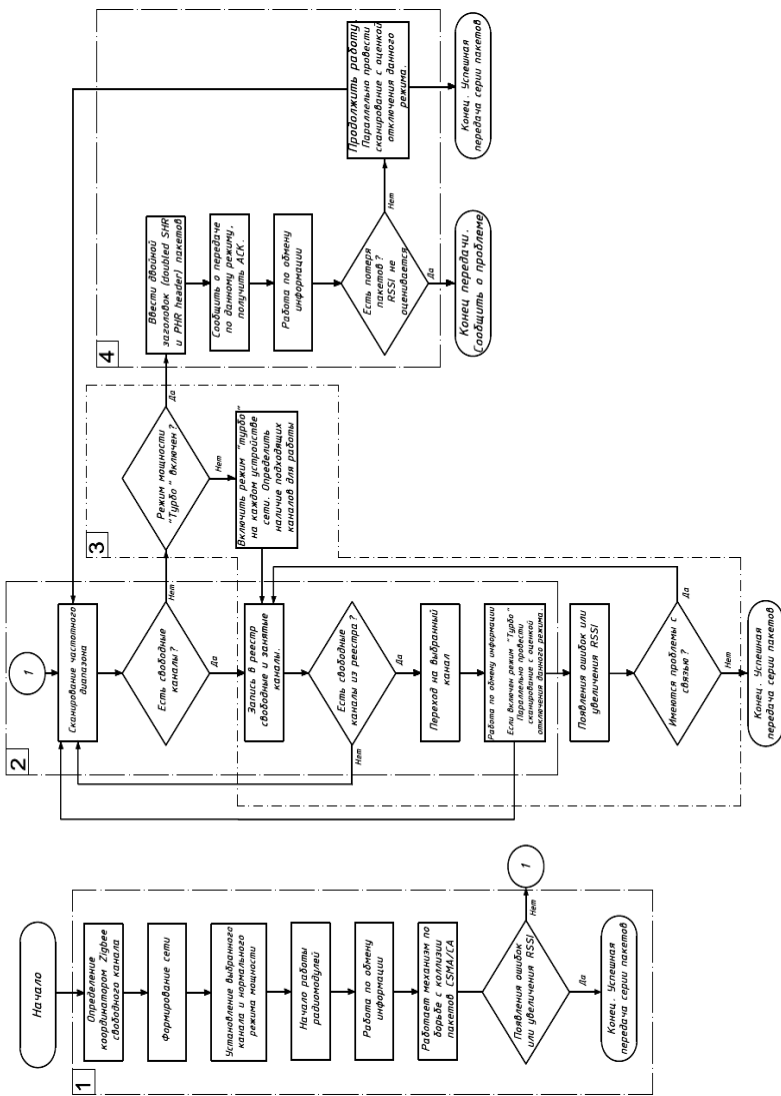 Начало
1
Определение
координатором Zigbee
свободного канала
Формирование сети
Установление выбранного
канала и нормального
режима мощности
Начало работы
радиомодулей
Работа по обмену
информации
Работает механизм по
борьбе с коллизии
пакетов CSMA/CA
Появления ошибок
или увеличения RSSI
Нет
1
Да
Конец. Успешная
передача серии пакетов
2
1
Сканирование частотного
диапазона
Есть свободные
каналы?
Нет
Да
Запись в реестр
свободные и занятые
каналы.
Есть свободные
каналы из реестра?
Нет
Да
Переход на выбранный
канал
Работа по обмену информации
Если включен режим "Турбо"
Параллельно провести
сканирование с оценкой
отключения данного режима.
Появления ошибок или
увеличения RSSI
Имеются проблемы с
связью?
Да
Нет
Конец. Успешная
передача серии пакетов
3
Режим мощности
"Турбо" включен?
Да
Нет
Включить режим "турбо"
на каждом устройстве
сети. Определить
наличие подходящих
каналов для работы
4
Ввести двойной
заголовок (doubled SHR
и PHR header) пакетов
Сообщить о передаче
по данному режиму,
получить ACK.
Работа по обмену
информации
Есть потеря
пакетов?
RSSI не
оценивается
Нет
Да
Продолжить работу.
Параллельно провести
сканирование с оценкой
отключения данного
режима.
Конец передачи.
Сообщить о проблеме
Конец. Успешная
передача серии пакетов